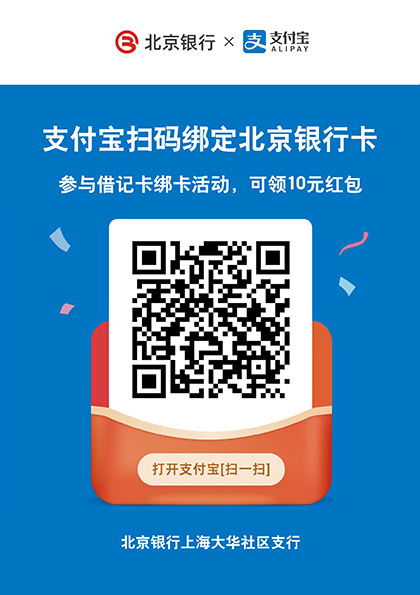 北京银行 × 支 支付宝
ALIPAY
支付宝扫码绑定北京银行卡
参与借记卡绑卡活动，可领10元红包
打开支付宝[扫一扫]
北京银行上海大华社区支行